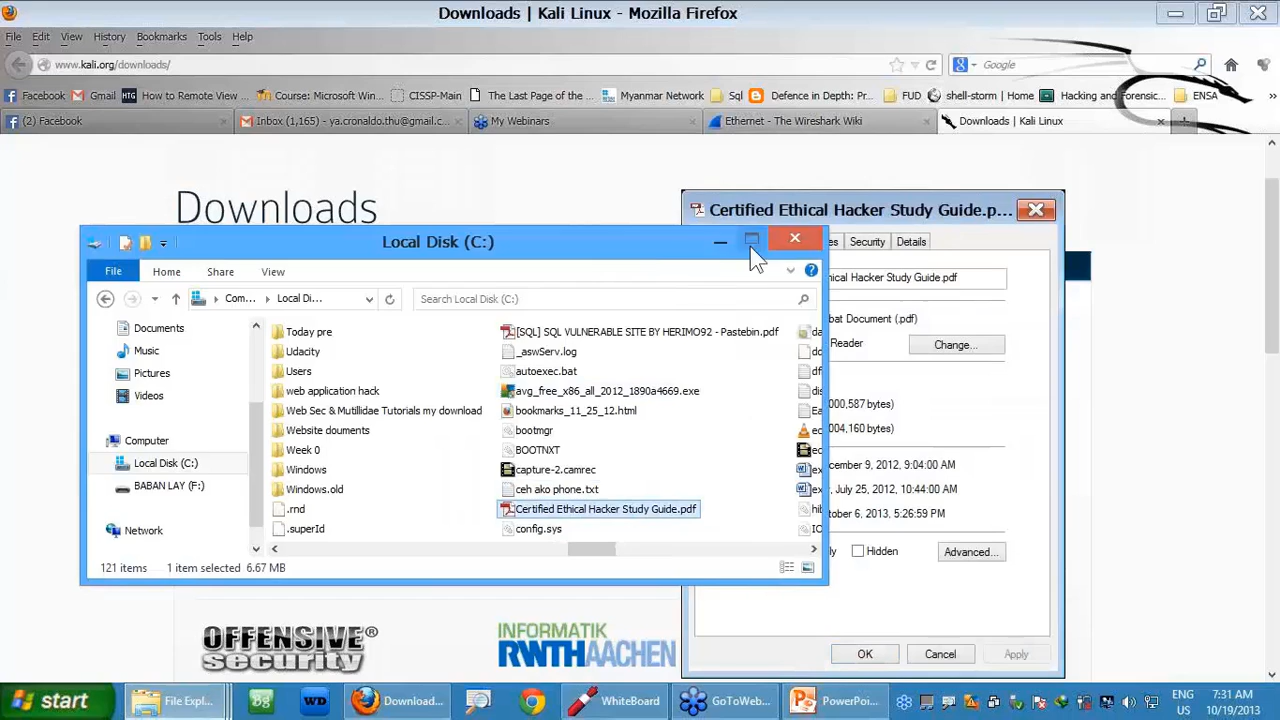 Downloads | Kali Linux - Mozilla Firefox
File Edit View History Bookmarks Tools Help
www.kali.org/downloads/
Google
Facebook Gmail HTG How to Remote View ... Course: Microsoft Win... CISSP-Main The Last Page of the ... Myanmar Network Sql Defence in Depth: Pr... FUD shell-storm | Home Hacking and Forensic... ENSA
(2) Facebook
Inbox (1,165) - ya.cronaldo.thu@gmail.c...
My Webinars
Ethernet - The Wireshark Wiki
Downloads | Kali Linux
Downloads
Certified Ethical Hacker Study Guide.p...
Local Disk (C:)
es Security Details
File Home Share View
hical Hacker Study Guide.pdf
Com... Local Di...
Search Local Disk (C:)
bat Document (.pdf)
Reader
Change...
000,587 bytes)
004,160 bytes)
cember 9, 2012, 9:04:00 AM
, July 25, 2012, 10:44:00 AM
tober 6, 2013, 5:26:59 PM
ly Hidden Advanced...
OK Cancel Apply
Documents
Music
Pictures
Videos
Computer
Local Disk (C:)
BABAN LAY (F:)
Network
Today pre
Udacity
Users
web application hack
Web Sec & Mutillidae Tutorials my download
Website douments
Week 0
Windows
Windows.old
.rnd
.superId
[SQL] SQL VULNERABLE SITE BY HERIMO92 - Pastebin.pdf
_aswServ.log
autoexec.bat
avg_free_x86_all_2012_1890a4669.exe
bookmarks_11_25_12.html
bootmgr
BOOTNXT
capture-2.camrec
ceh ako phone.txt
Certified Ethical Hacker Study Guide.pdf
config.sys
121 items 1 item selected 6.67 MB
OFFENSIVE®
security
INFORMATIK
RWTHAACHEN
start
File Expl...
WD
Download...
WhiteBoard
GoToWeb...
PowerPoi...
ENG
US
7:31 AM
10/19/2013